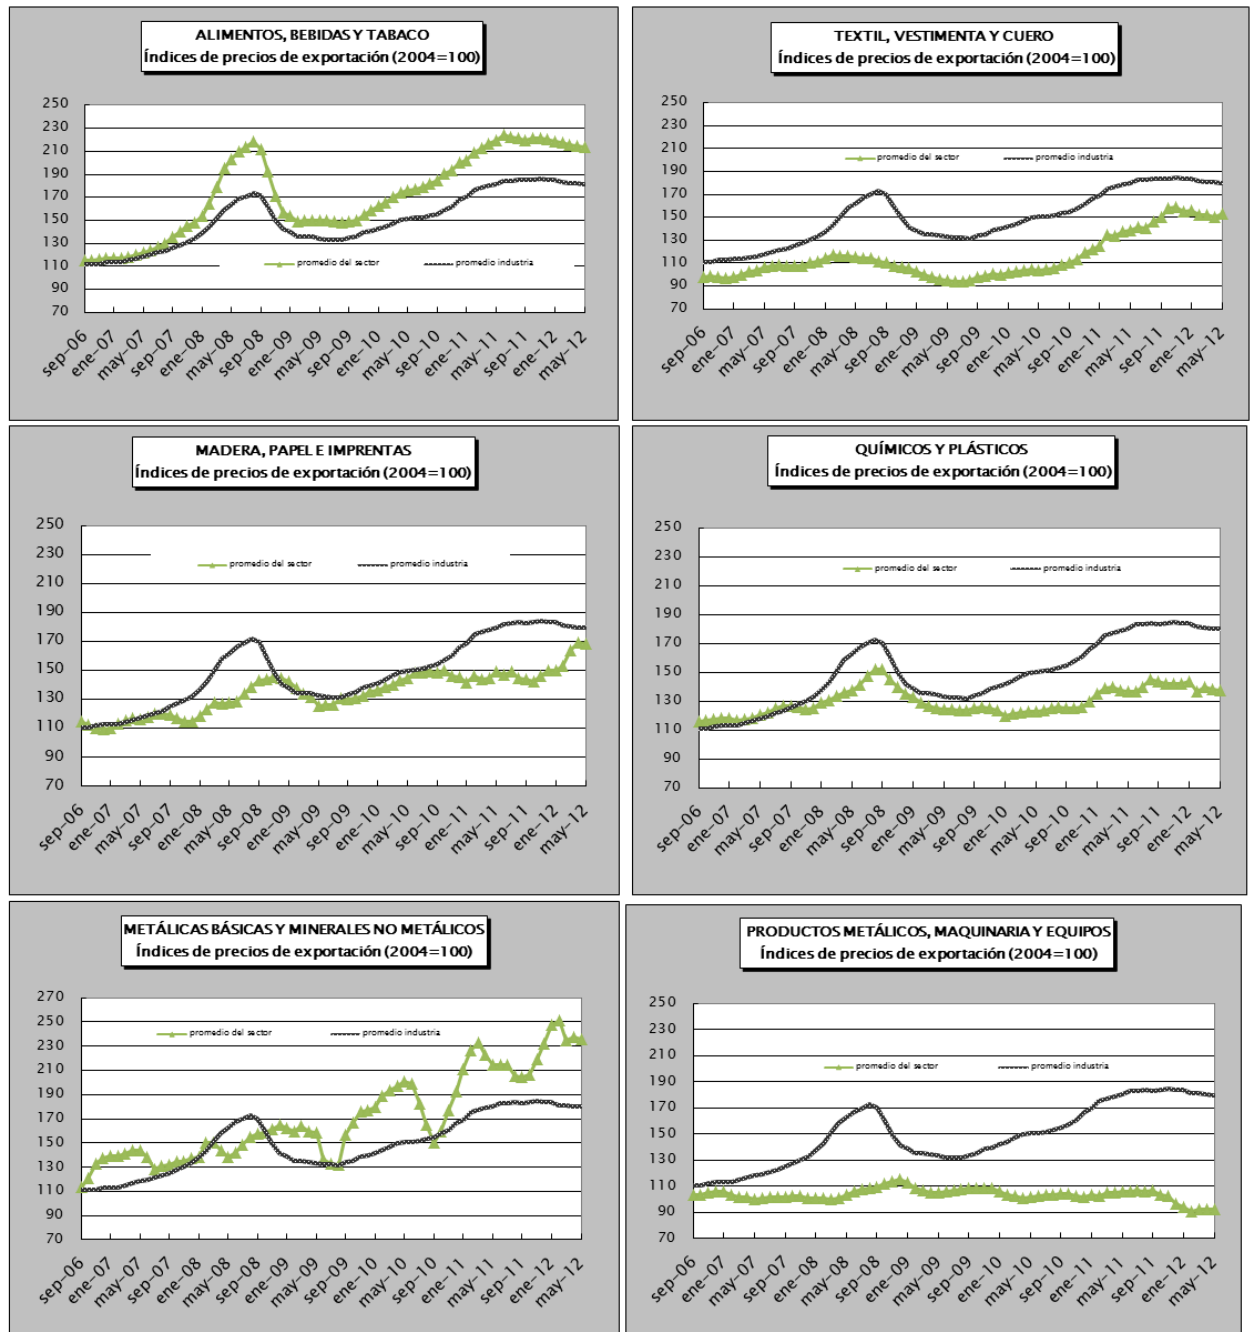 ALIMENTOS, BEBIDAS Y TABACO
Índices de precios de exportación (2004=100)
250
230
210
190
170
150
130
110
90
70
promedio del sector
promedio industria
sep-06
ene-07
may-07
sep-07
ene-08
may-08
sep-08
ene-09
may-09
sep-09
ene-10
may-10
sep-10
ene-11
may-11
sep-11
ene-12
may-12
TEXTIL, VESTIMENTA Y CUERO
Índices de precios de exportación (2004=100)
250
230
210
190
170
150
130
110
90
70
promedio del sector
promedio industria
sep-06
ene-07
may-07
sep-07
ene-08
may-08
sep-08
ene-09
may-09
sep-09
ene-10
may-10
sep-10
ene-11
may-11
sep-11
ene-12
may-12
MADERA, PAPEL E IMPRENTAS
Índices de precios de exportación (2004=100)
250
230
210
190
170
150
130
110
90
70
promedio del sector
promedio industria
sep-06
ene-07
may-07
sep-07
ene-08
may-08
sep-08
ene-09
may-09
sep-09
ene-10
may-10
sep-10
ene-11
may-11
sep-11
ene-12
may-12
QUÍMICOS Y PLÁSTICOS
Índices de precios de exportación (2004=100)
250
230
210
190
170
150
130
110
90
70
promedio del sector
promedio industria
sep-06
ene-07
may-07
sep-07
ene-08
may-08
sep-08
ene-09
may-09
sep-09
ene-10
may-10
sep-10
ene-11
may-11
sep-11
ene-12
may-12
METÁLICAS BÁSICAS Y MINERALES NO METÁLICOS
Índices de precios de exportación (2004=100)
270
250
230
210
190
170
150
130
110
90
70
promedio del sector
promedio industria
sep-06
ene-07
may-07
sep-07
ene-08
may-08
sep-08
ene-09
may-09
sep-09
ene-10
may-10
sep-10
ene-11
may-11
sep-11
ene-12
may-12
PRODUCTOS METÁLICOS, MAQUINARIA Y EQUIPOS
Índices de precios de exportación (2004=100)
250
230
210
190
170
150
130
110
90
70
promedio del sector
promedio industria
sep-06
ene-07
may-07
sep-07
ene-08
may-08
sep-08
ene-09
may-09
sep-09
ene-10
may-10
sep-10
ene-11
may-11
sep-11
ene-12
may-12